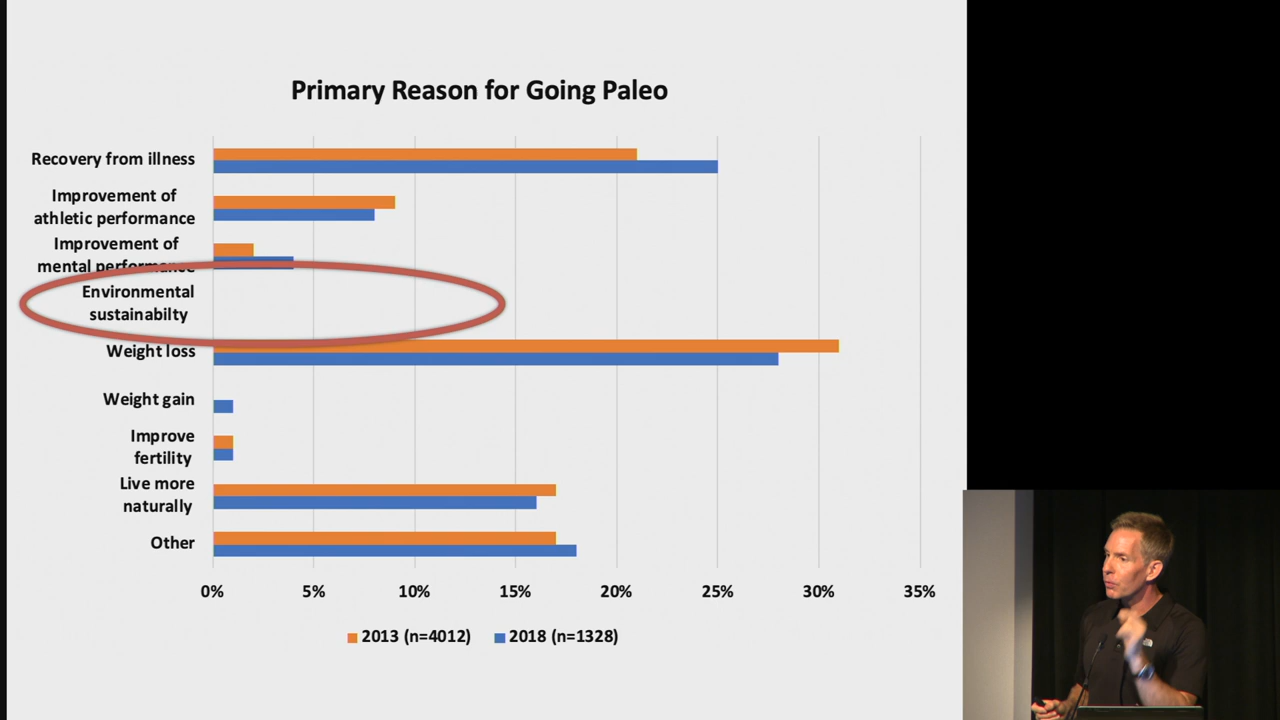 Primary Reason for Going Paleo
Recovery from illness
Improvement of
athletic performance
Improvement of
mental performance
Environmental
sustainabilty
Weight loss
Weight gain
Improve
fertility
Live more
naturally
Other
0% 5% 10% 15% 20% 25% 30% 35%
2013 (n=4012) 2018 (n=1328)